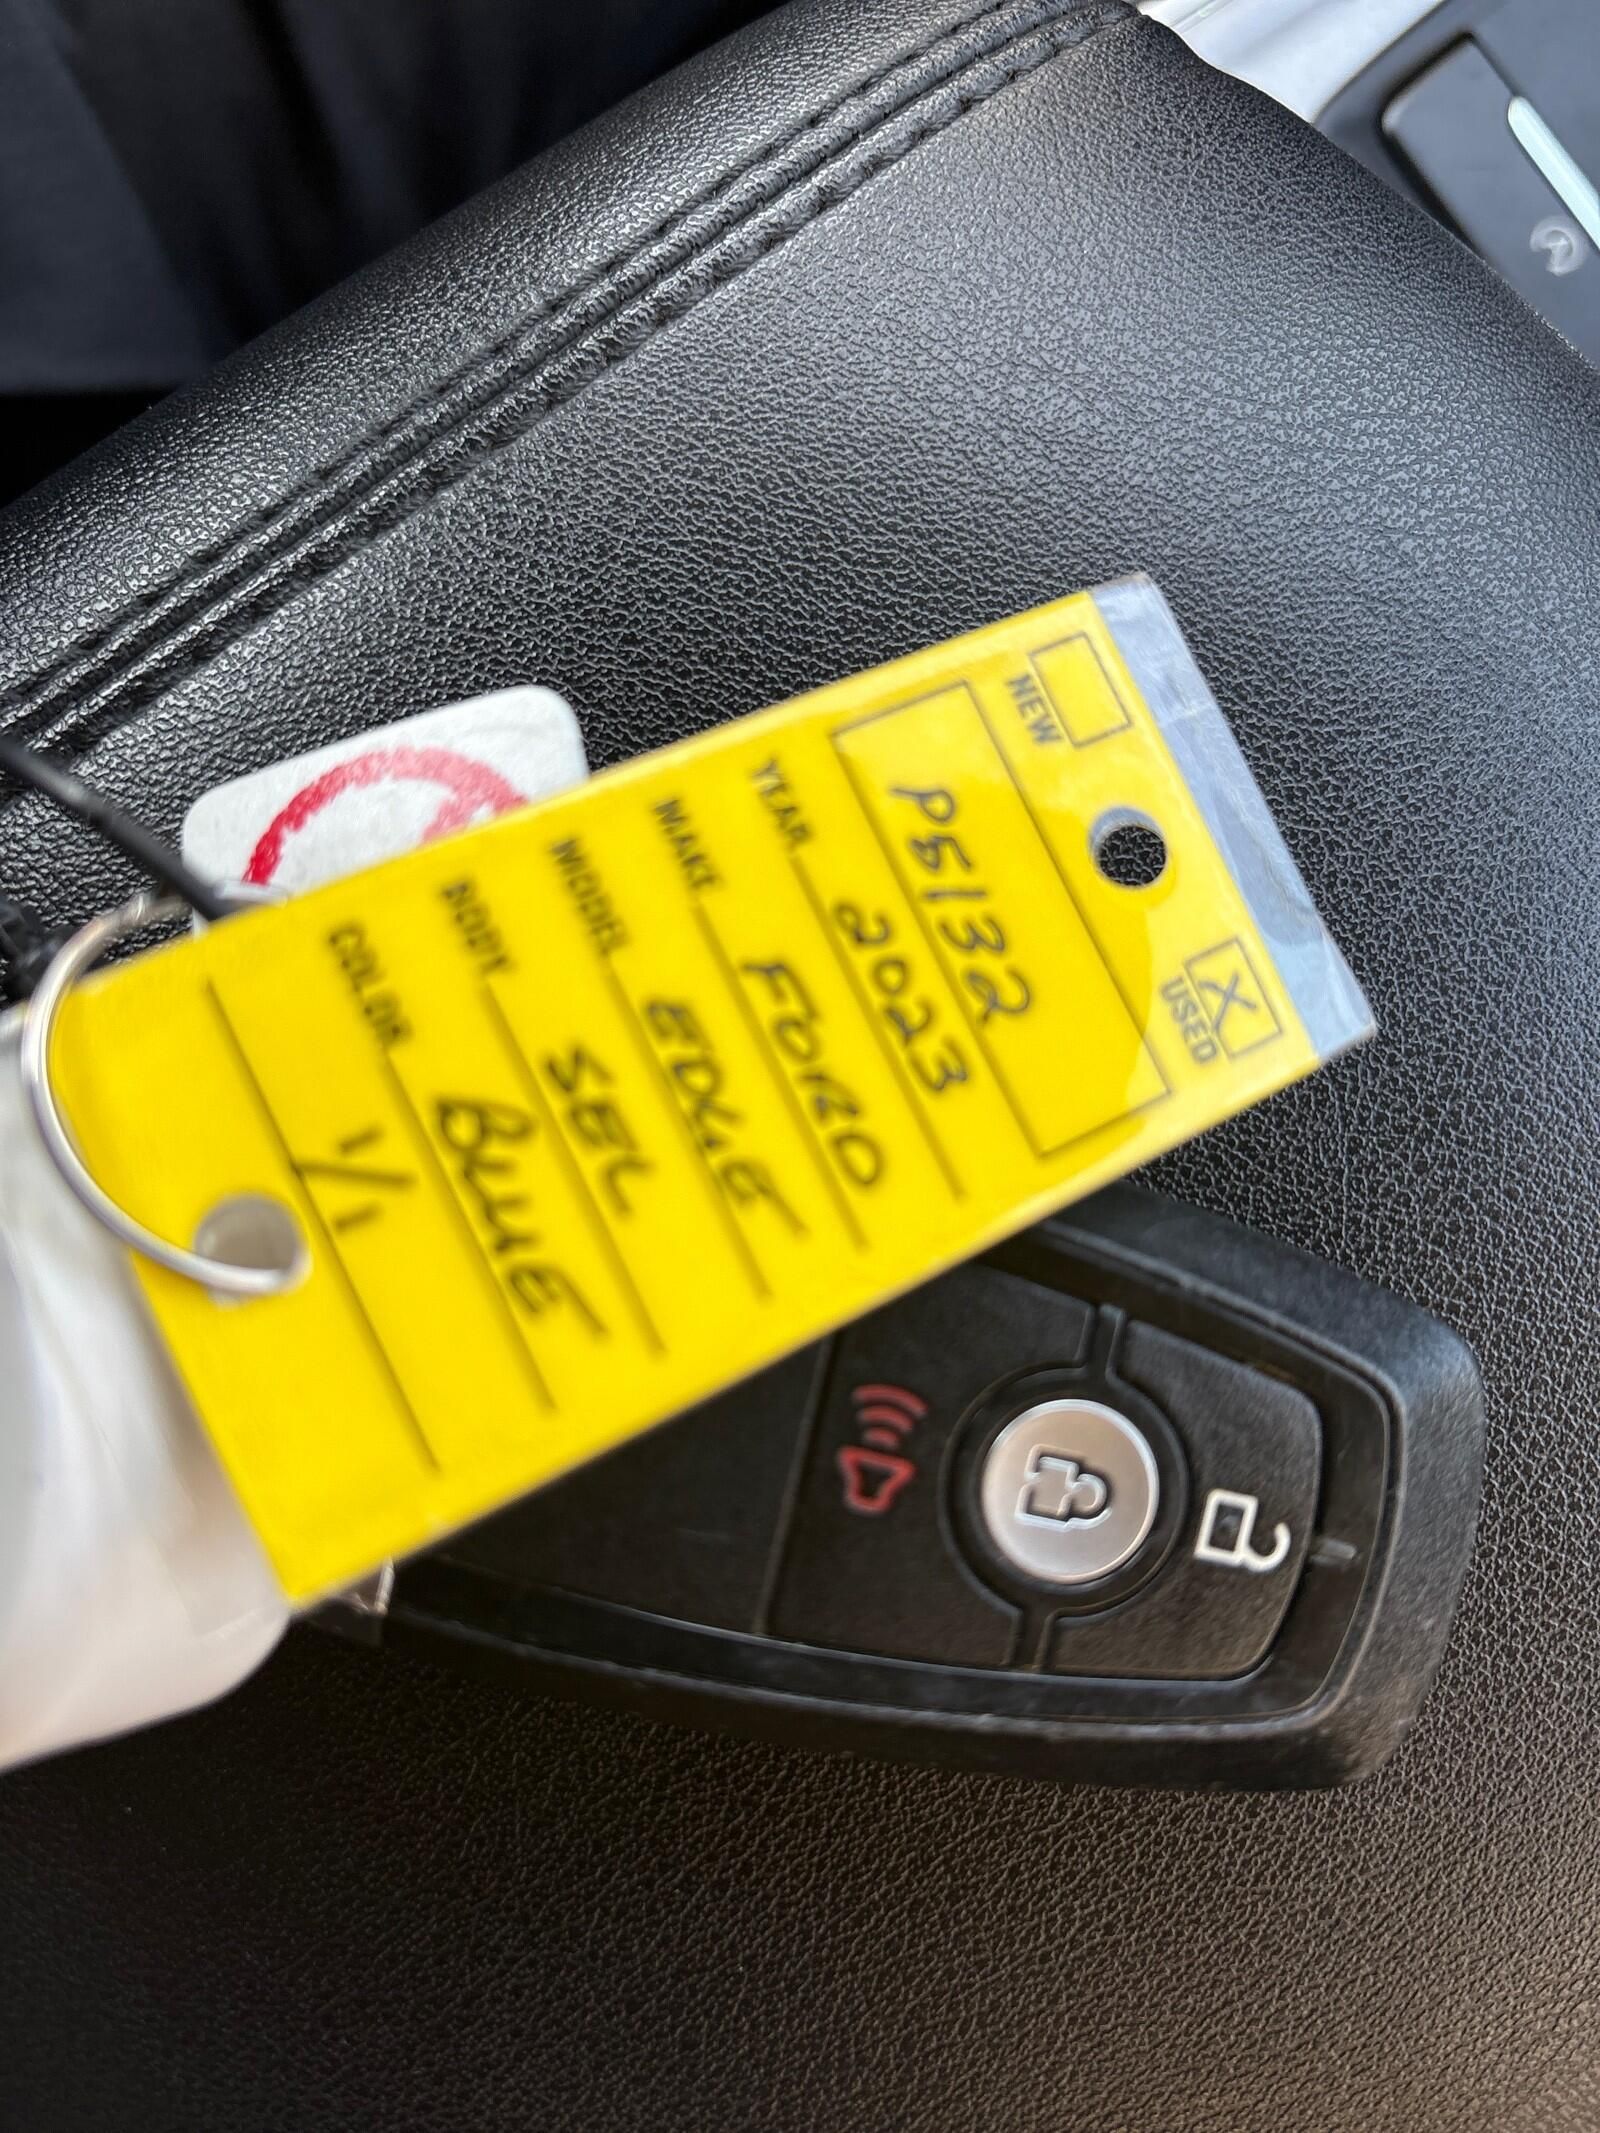 NEW
USED X
P5132
YEAR 2023
MAKE FORD
MODEL EDGE
BODY SEL
COLOR BLUE
1/1